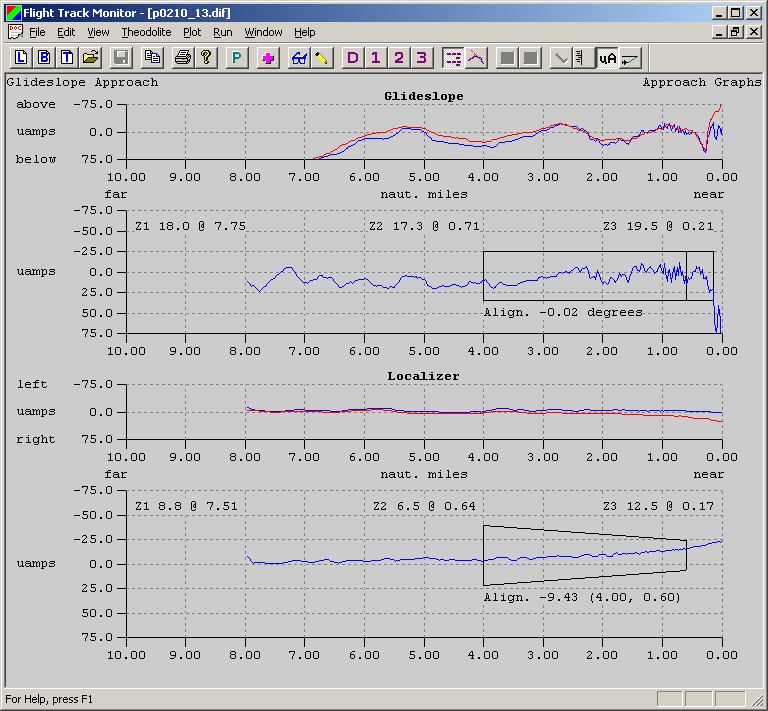 Flight Track Monitor - [p0210_13.dif]
DOC File Edit View Theodolite Plot Run Window Help
L B T ? P D 1 2 3 uA
Glideslope Approach Approach Graphs
Glideslope
above -75.0
uamps 0.0
below 75.0
10.00 9.00 8.00 7.00 6.00 5.00 4.00 3.00 2.00 1.00 0.00
far naut. miles near
-75.0
Z1 18.0 @ 7.75 Z2 17.3 @ 0.71 Z3 19.5 @ 0.21
-50.0
-25.0
uamps 0.0
25.0
50.0 Align. -0.02 degrees
75.0
10.00 9.00 8.00 7.00 6.00 5.00 4.00 3.00 2.00 1.00 0.00
Localizer
left -75.0
uamps 0.0
right 75.0
10.00 9.00 8.00 7.00 6.00 5.00 4.00 3.00 2.00 1.00 0.00
far naut. miles near
-75.0
Z1 8.8 @ 7.51 Z2 6.5 @ 0.64 Z3 12.5 @ 0.17
-50.0
-25.0
uamps 0.0
25.0
Align. -9.43 (4.00, 0.60)
50.0
75.0
10.00 9.00 8.00 7.00 6.00 5.00 4.00 3.00 2.00 1.00 0.00
For Help, press F1